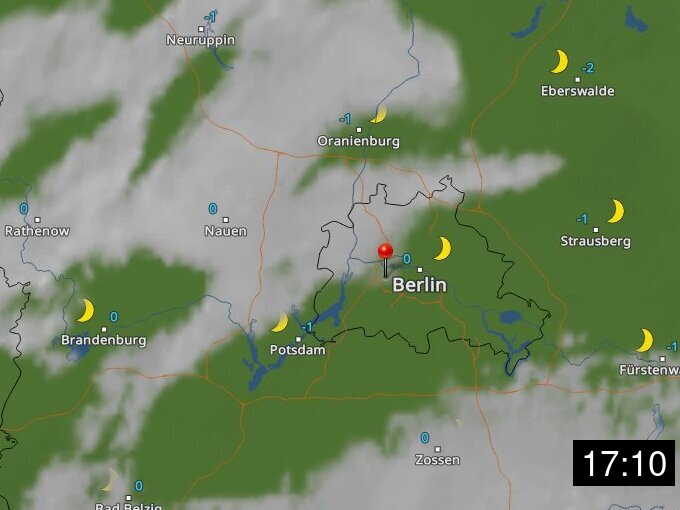 -1
Neuruppin
-2
Eberswalde
-1
Oranienburg
0
Rathenow
0
Nauen
-1
Strausberg
0
Berlin
0
Brandenburg
-1
Potsdam
-1
Fürstenwa
0
Zossen
17:10
0
Bad Belzig